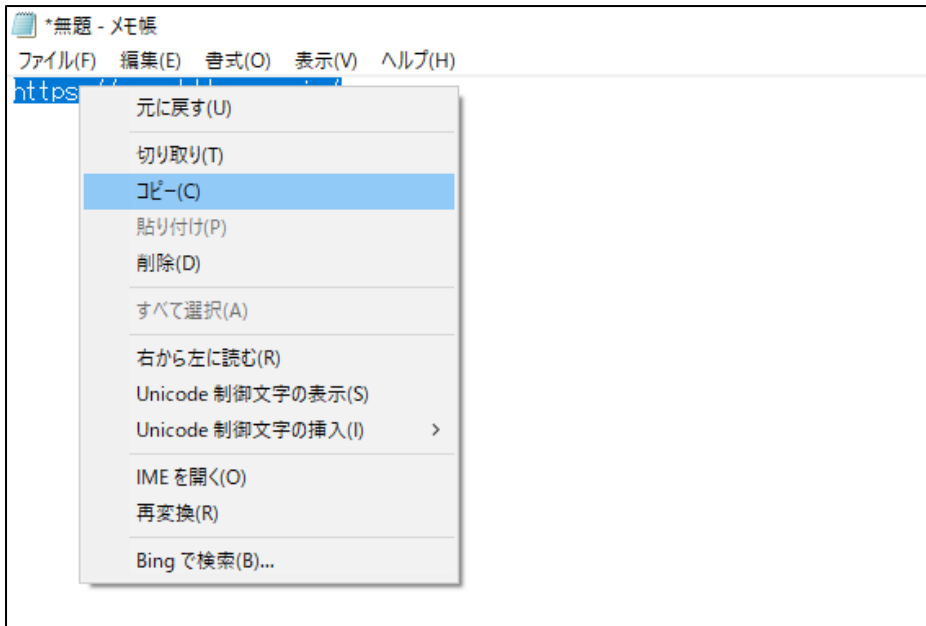 *無題 - メモ帳
ファイル(F) 編集(E) 書式(O) 表示(V) ヘルプ(H)
https
元に戻す(U)
切り取り(T)
コピー(C)
貼り付け(P)
削除(D)
すべて選択(A)
右から左に読む(R)
Unicode 制御文字の表示(S)
Unicode 制御文字の挿入(I)
IME を開く(O)
再変換(R)
Bing で検索(B)...